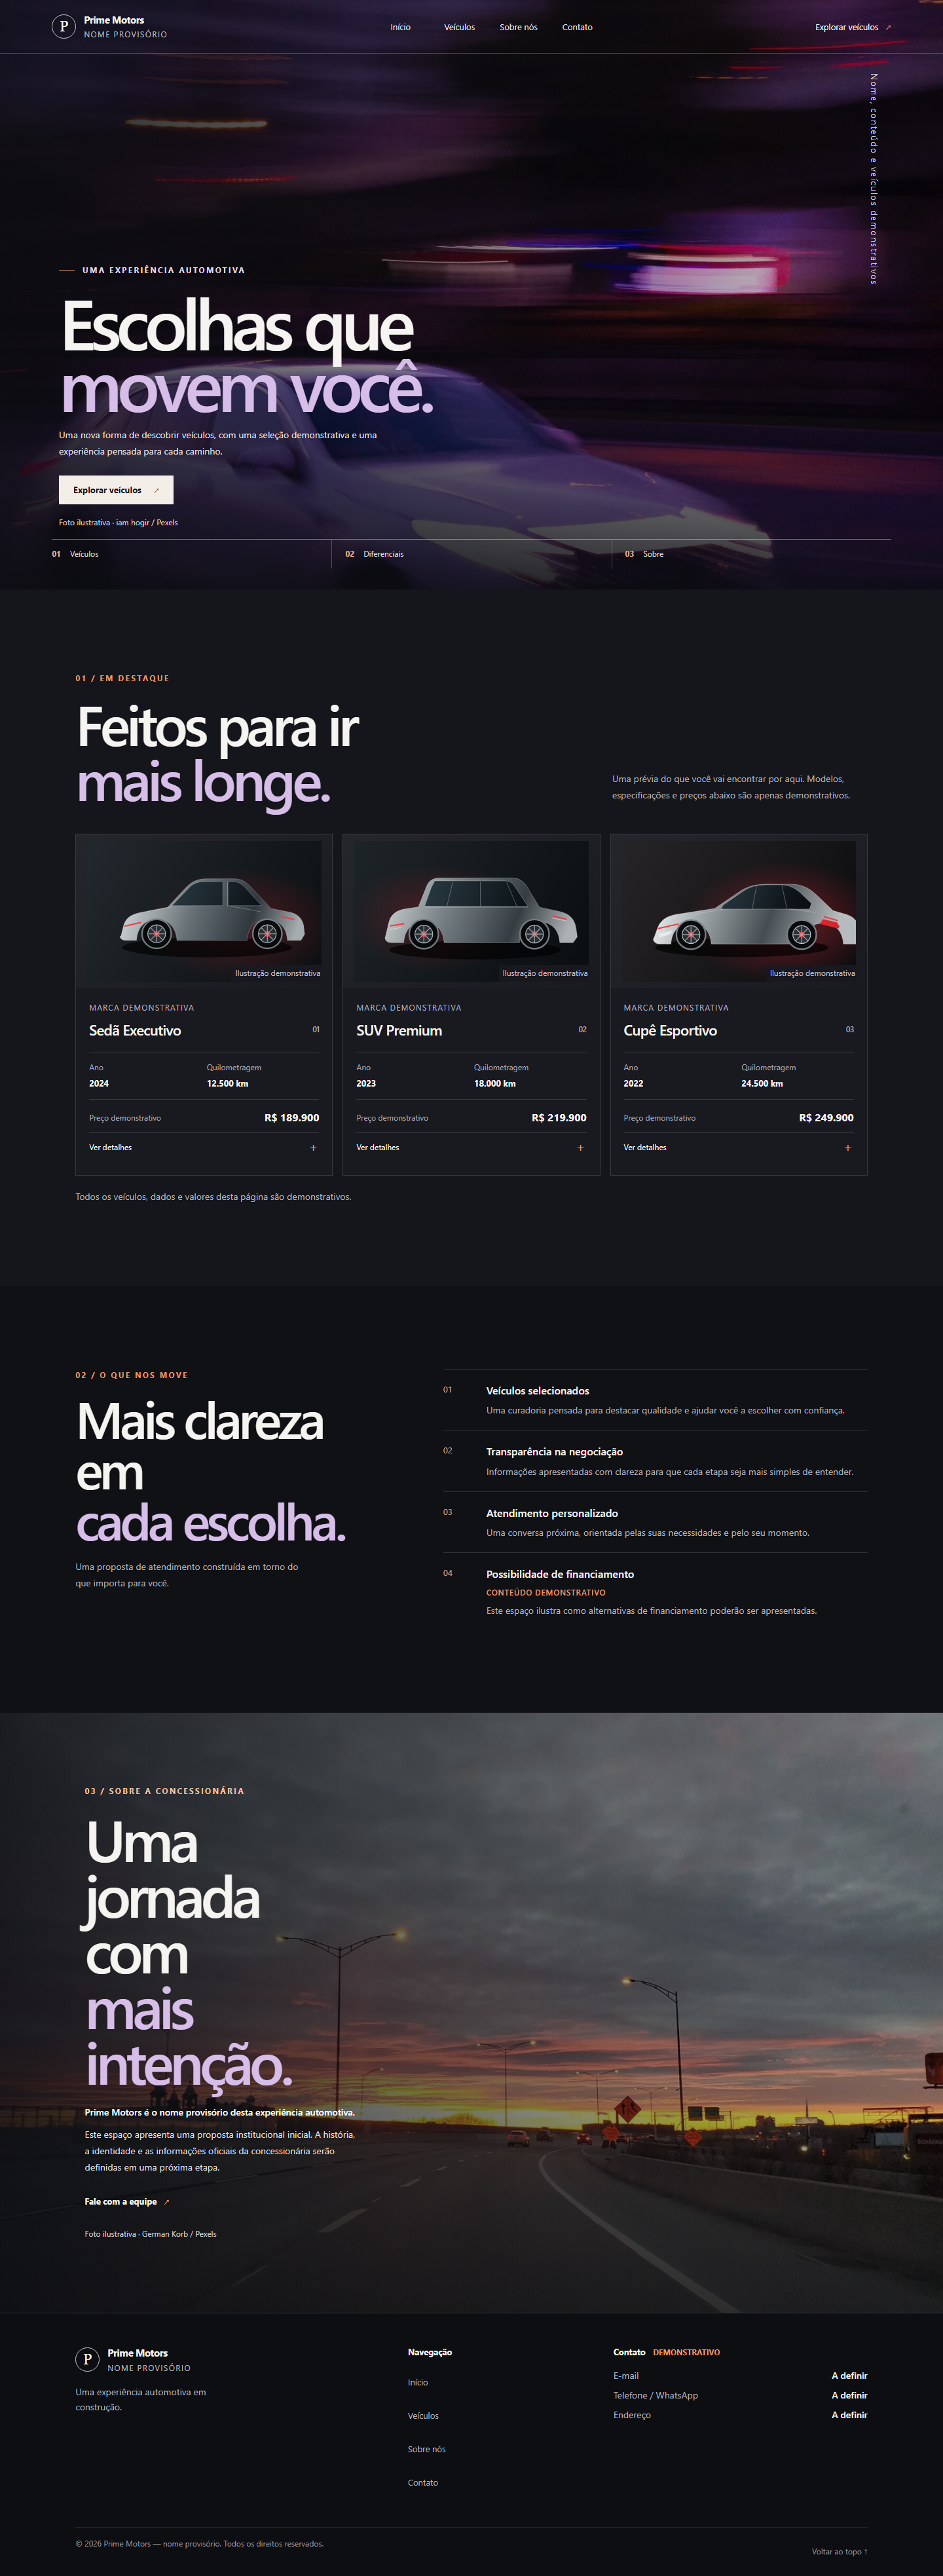 P
Prime Motors
NOME PROVISÓRIO
Início
Veículos
Sobre nós
Contato
Explorar veículos ↗
Nome, conteúdo e veículos demonstrativos
UMA EXPERIÊNCIA AUTOMOTIVA
Escolhas que
movem você.
Uma nova forma de descobrir veículos, com uma seleção demonstrativa e uma
experiência pensada para cada caminho.
Explorar veículos ↗
Foto ilustrativa · iam hogir / Pexels
01 Veículos
02 Diferenciais
03 Sobre
01 / EM DESTAQUE
Feitos para ir
mais longe.
Uma prévia do que você vai encontrar por aqui. Modelos,
especificações e preços abaixo são apenas demonstrativos.
Ilustração demonstrativa
MARCA DEMONSTRATIVA
Sedã Executivo 01
Ano Quilometragem
2024 12.500 km
Preço demonstrativo R$ 189.900
Ver detalhes +
Ilustração demonstrativa
MARCA DEMONSTRATIVA
SUV Premium 02
Ano Quilometragem
2023 18.000 km
Preço demonstrativo R$ 219.900
Ver detalhes +
Ilustração demonstrativa
MARCA DEMONSTRATIVA
Cupê Esportivo 03
Ano Quilometragem
2022 24.500 km
Preço demonstrativo R$ 249.900
Ver detalhes +
Todos os veículos, dados e valores desta página são demonstrativos.
02 / O QUE NOS MOVE
Mais clareza
em
cada escolha.
Uma proposta de atendimento construída em torno do
que importa para você.
01 Veículos selecionados
Uma curadoria pensada para destacar qualidade e ajudar você a escolher com confiança.
02 Transparência na negociação
Informações apresentadas com clareza para que cada etapa seja mais simples de entender.
03 Atendimento personalizado
Uma conversa próxima, orientada pelas suas necessidades e pelo seu momento.
04 Possibilidade de financiamento
CONTEÚDO DEMONSTRATIVO
Este espaço ilustra como alternativas de financiamento poderão ser apresentadas.
03 / SOBRE A CONCESSIONÁRIA
Uma
jornada
com
mais
intenção.
Prime Motors é o nome provisório desta experiência automotiva.
Este espaço apresenta uma proposta institucional inicial. A história,
a identidade e as informações oficiais da concessionária serão
definidas em uma próxima etapa.
Fale com a equipe ↗
Foto ilustrativa · German Korb / Pexels
P
Prime Motors
NOME PROVISÓRIO
Uma experiência automotiva em
construção.
Navegação
Início
Veículos
Sobre nós
Contato
Contato DEMONSTRATIVO
E-mail A definir
Telefone / WhatsApp A definir
Endereço A definir
© 2026 Prime Motors — nome provisório. Todos os direitos reservados.
Voltar ao topo ↑